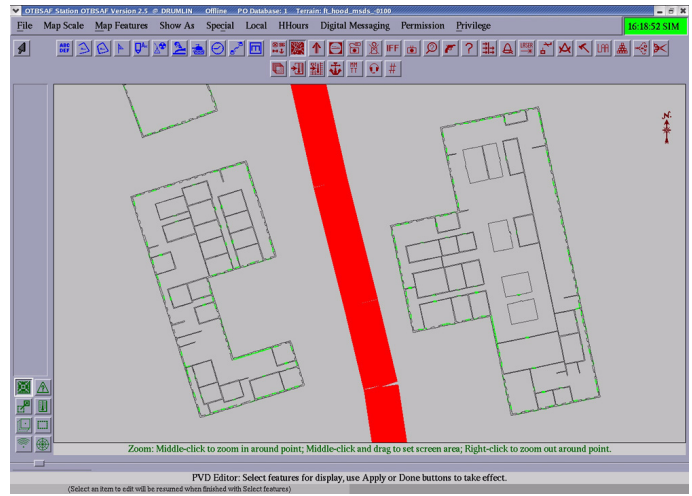 OTBSAF Station OTBSAF Version 2.5 @ DRUMLIN Offline PO Database: 1 Terrain: ft_hood_msds_-0100
File Map Scale Map Features Show As Special Local HHours Digital Messaging Permission Privilege
16:18:52 SIM
ABC
DEF
IFF
?
LASER
LAR
#
N
Zoom: Middle-click to zoom in around point; Middle-click and drag to set screen area; Right-click to zoom out around point.
PVD Editor: Select features for display, use Apply or Done buttons to take effect.
(Select an item to edit will be resumed when finished with Select features)